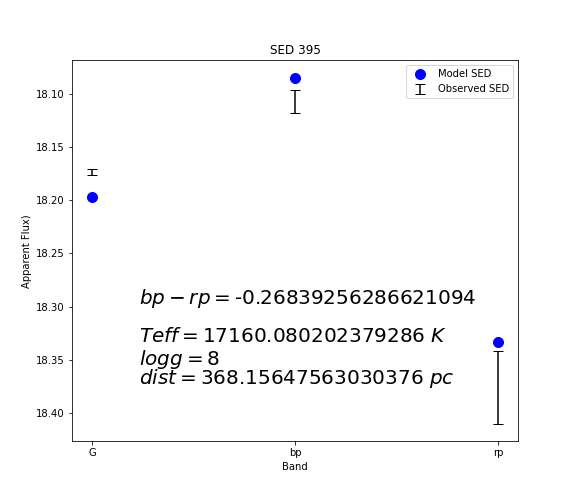 SED 395
Model SED
Observed SED
18.10
18.15
18.20
18.25
18.30
18.35
18.40
Apparent Flux)
bp − rp = -0.26839256286621094
Teff = 17160.080202379286 K
logg = 8
dist = 368.15647563030376 pc
G
bp
rp
Band